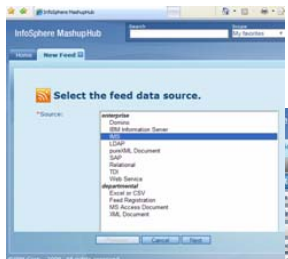 InfoSphere MashupHub
Search
Scope
My favorites
InfoSphere MashupHub
Home
New Feed
Select the feed data source.
*Source:
enterprise
Domino
IBM Information Server
IMS
LDAP
pureXML Document
SAP
Relational
TDI
Web Service
departmental
Excel or CSV
Feed Registration
MS Access Document
XML Document
Cancel
Next